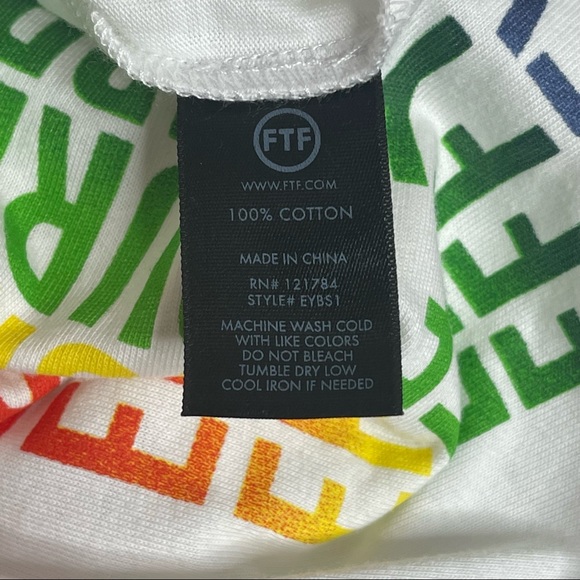 FTF
WWW.FTF.COM
100% COTTON
MADE IN CHINA
RN# 121784
STYLE# EYBS1
MACHINE WASH COLD
WITH LIKE COLORS
DO NOT BLEACH
TUMBLE DRY LOW
COOL IRON IF NEEDED